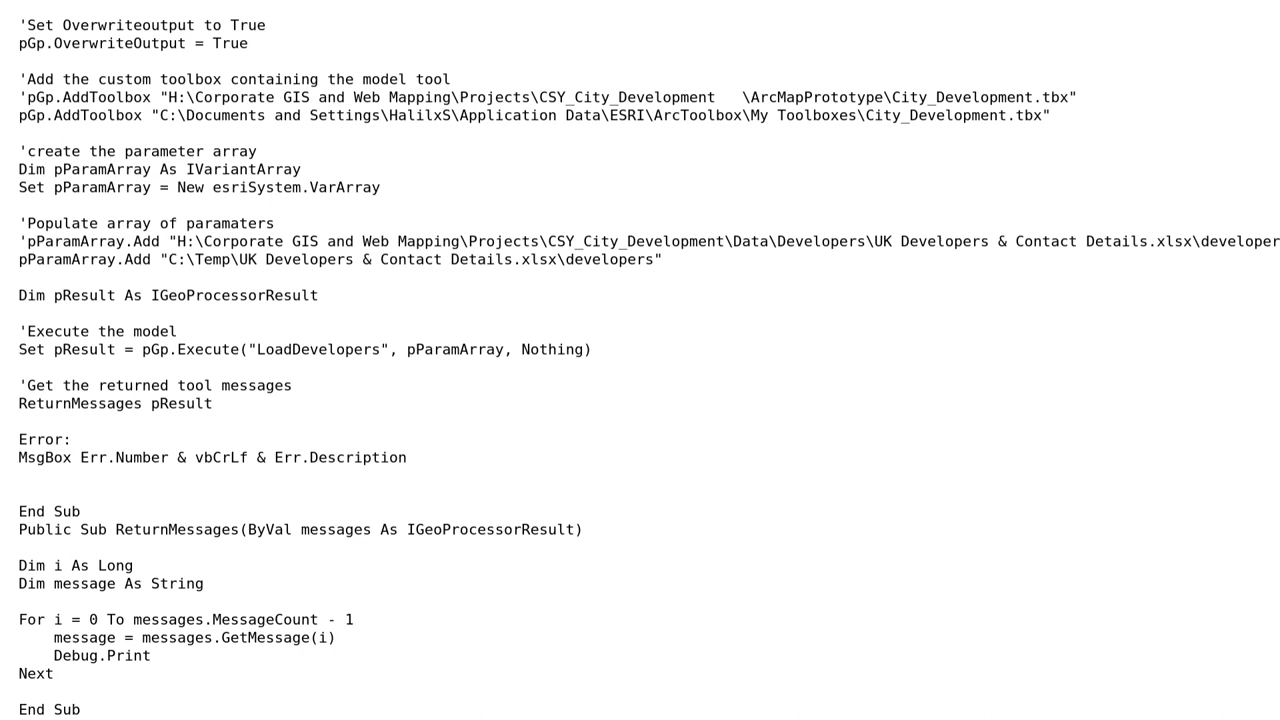 'Set Overwriteoutput to True
pGp.OverwriteOutput = True
'Add the custom toolbox containing the model tool
'pGp.AddToolbox "H:\Corporate GIS and Web Mapping\Projects\CSY_City_Development   \ArcMapPrototype\City_Development.tbx"
pGp.AddToolbox "C:\Documents and Settings\HalilxS\Application Data\ESRI\ArcToolbox\My Toolboxes\City_Development.tbx"
'create the parameter array
Dim pParamArray As IVariantArray
Set pParamArray = New esriSystem.VarArray
'Populate array of paramaters
'pParamArray.Add "H:\Corporate GIS and Web Mapping\Projects\CSY_City_Development\Data\Developers\UK Developers & Contact Details.xlsx\developer
pParamArray.Add "C:\Temp\UK Developers & Contact Details.xlsx\developers"
Dim pResult As IGeoProcessorResult
'Execute the model
Set pResult = pGp.Execute("LoadDevelopers", pParamArray, Nothing)
'Get the returned tool messages
ReturnMessages pResult
Error:
MsgBox Err.Number & vbCrLf & Err.Description
End Sub
Public Sub ReturnMessages(ByVal messages As IGeoProcessorResult)
Dim i As Long
Dim message As String
For i = 0 To messages.MessageCount - 1
    message = messages.GetMessage(i)
    Debug.Print
Next
End Sub